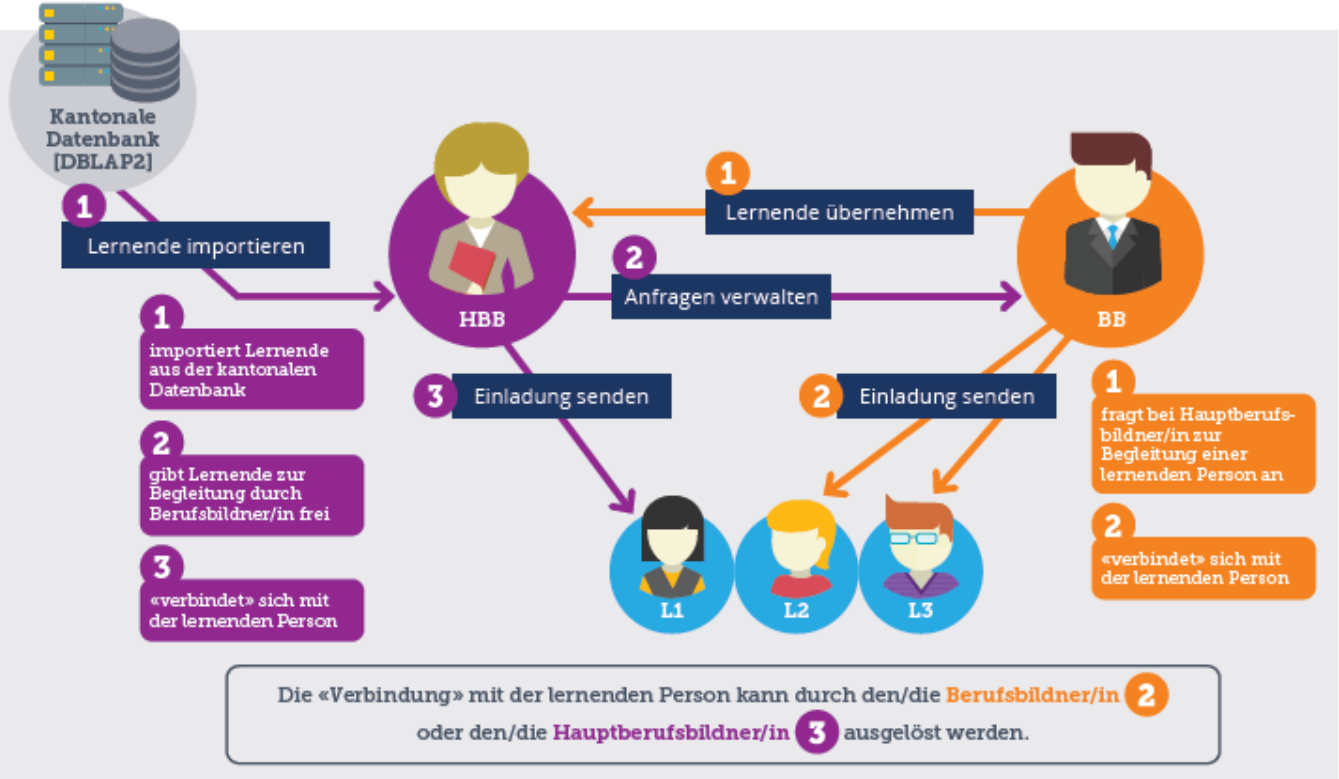 Kantonale
Datenbank
[DBLAP2]
1
Lernende importieren
1
Lernende übernehmen
2
Anfragen verwalten
HBB
BB
3
Einladung senden
2
Einladung senden
1
importiert Lernende
aus der kantonalen
Datenbank
2
gibt Lernende zur
Begleitung durch
Berufsbildner/in frei
3
«verbindet» sich mit
der lernenden Person
1
fragt bei Hauptberufs-
bildner/in zur
Begleitung einer
lernenden Person an
2
«verbindet» sich mit
der lernenden Person
L1
L2
L3
Die «Verbindung» mit der lernenden Person kann durch den/die Berufsbildner/in 2
oder den/die Hauptberufsbildner/in 3 ausgelöst werden.